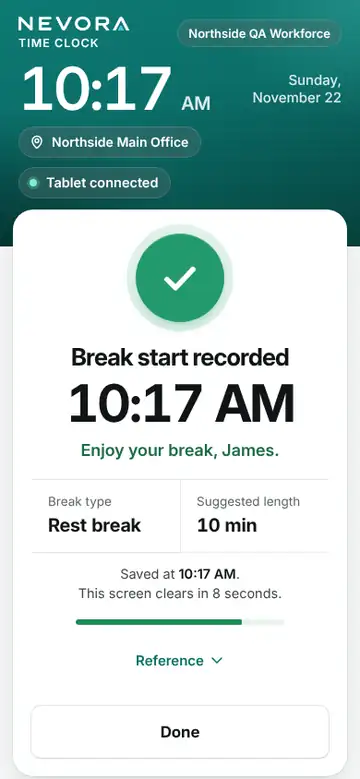 NEVORA
TIME CLOCK
Northside QA Workforce
10:17 AM
Sunday,
November 22
Northside Main Office
Tablet connected
Break start recorded
10:17 AM
Enjoy your break, James.
Break type
Rest break
Suggested length
10 min
Saved at 10:17 AM.
This screen clears in 8 seconds.
Reference
Done